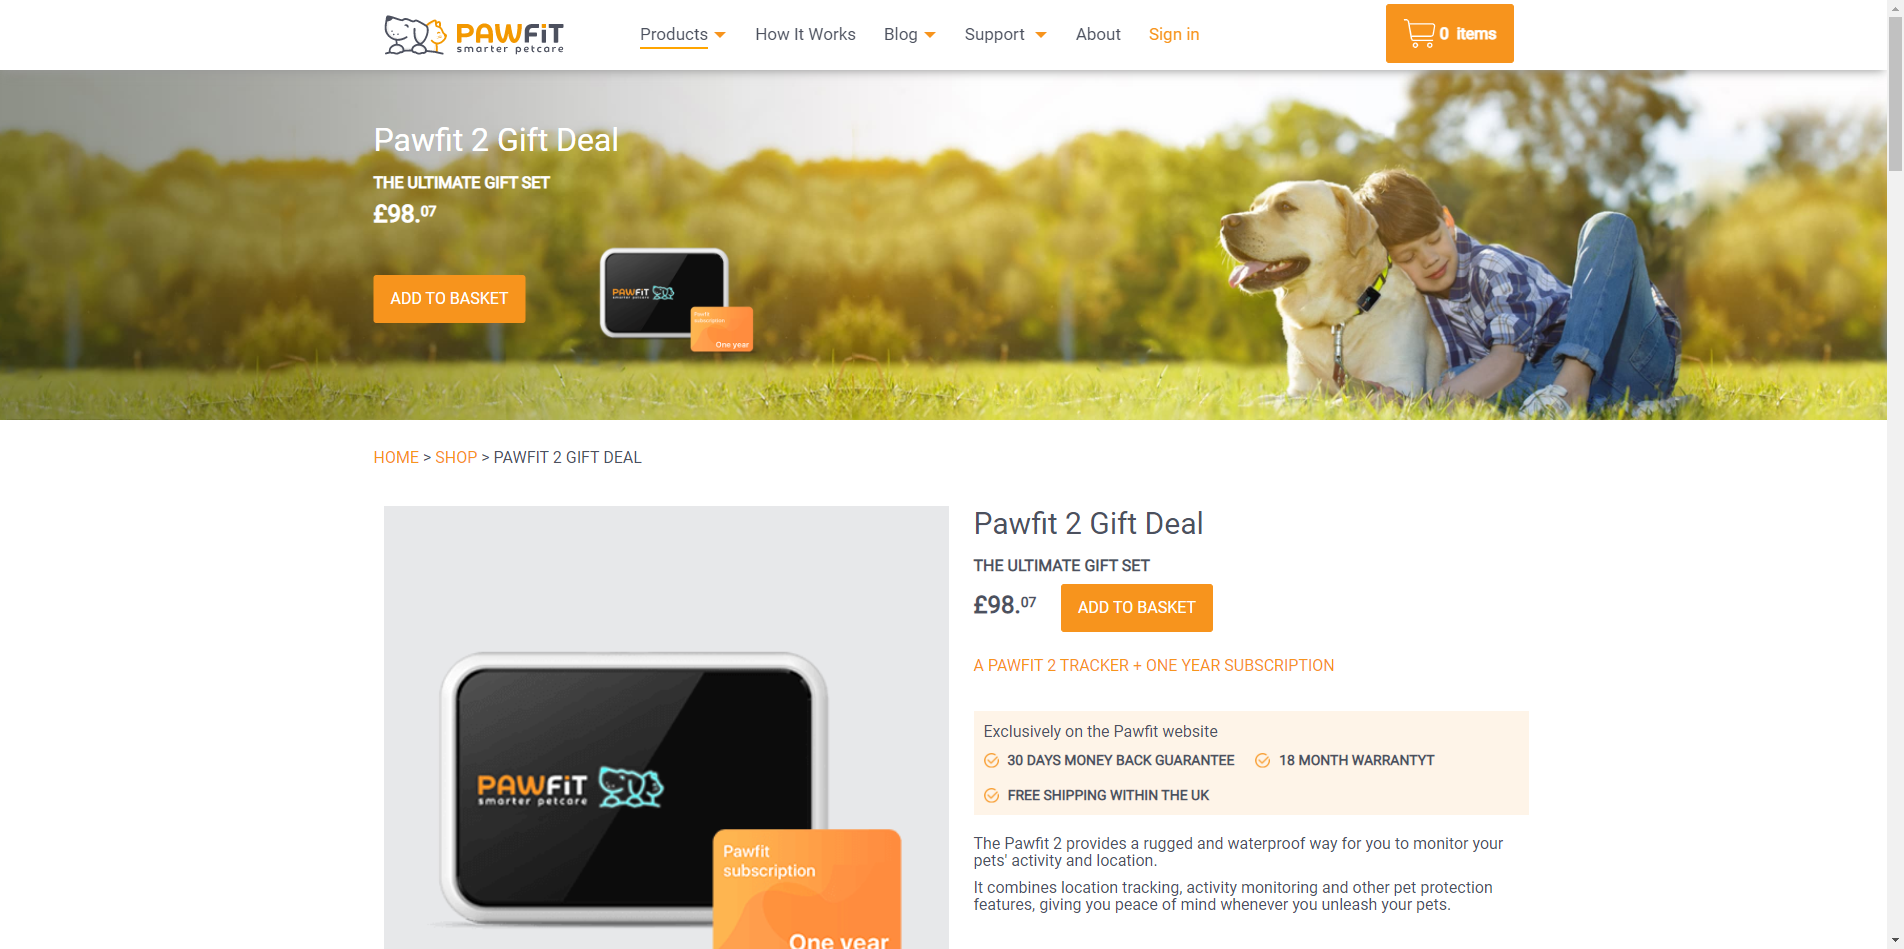 PAWFiT
smarter petcare
Products
How It Works
Blog
Support
About
Sign in
0 items
Pawfit 2 Gift Deal
THE ULTIMATE GIFT SET
£98.07
ADD TO BASKET
PAWFiT
smarter petcare
Pawfit
subscription
One year
HOME > SHOP > PAWFIT 2 GIFT DEAL
PAWFiT
smarter petcare
Pawfit
subscription
One year
Pawfit 2 Gift Deal
THE ULTIMATE GIFT SET
£98.07
ADD TO BASKET
A PAWFIT 2 TRACKER + ONE YEAR SUBSCRIPTION
Exclusively on the Pawfit website
30 DAYS MONEY BACK GUARANTEE
18 MONTH WARRANTYT
FREE SHIPPING WITHIN THE UK
The Pawfit 2 provides a rugged and waterproof way for you to monitor your
pets' activity and location.
It combines location tracking, activity monitoring and other pet protection
features, giving you peace of mind whenever you unleash your pets.